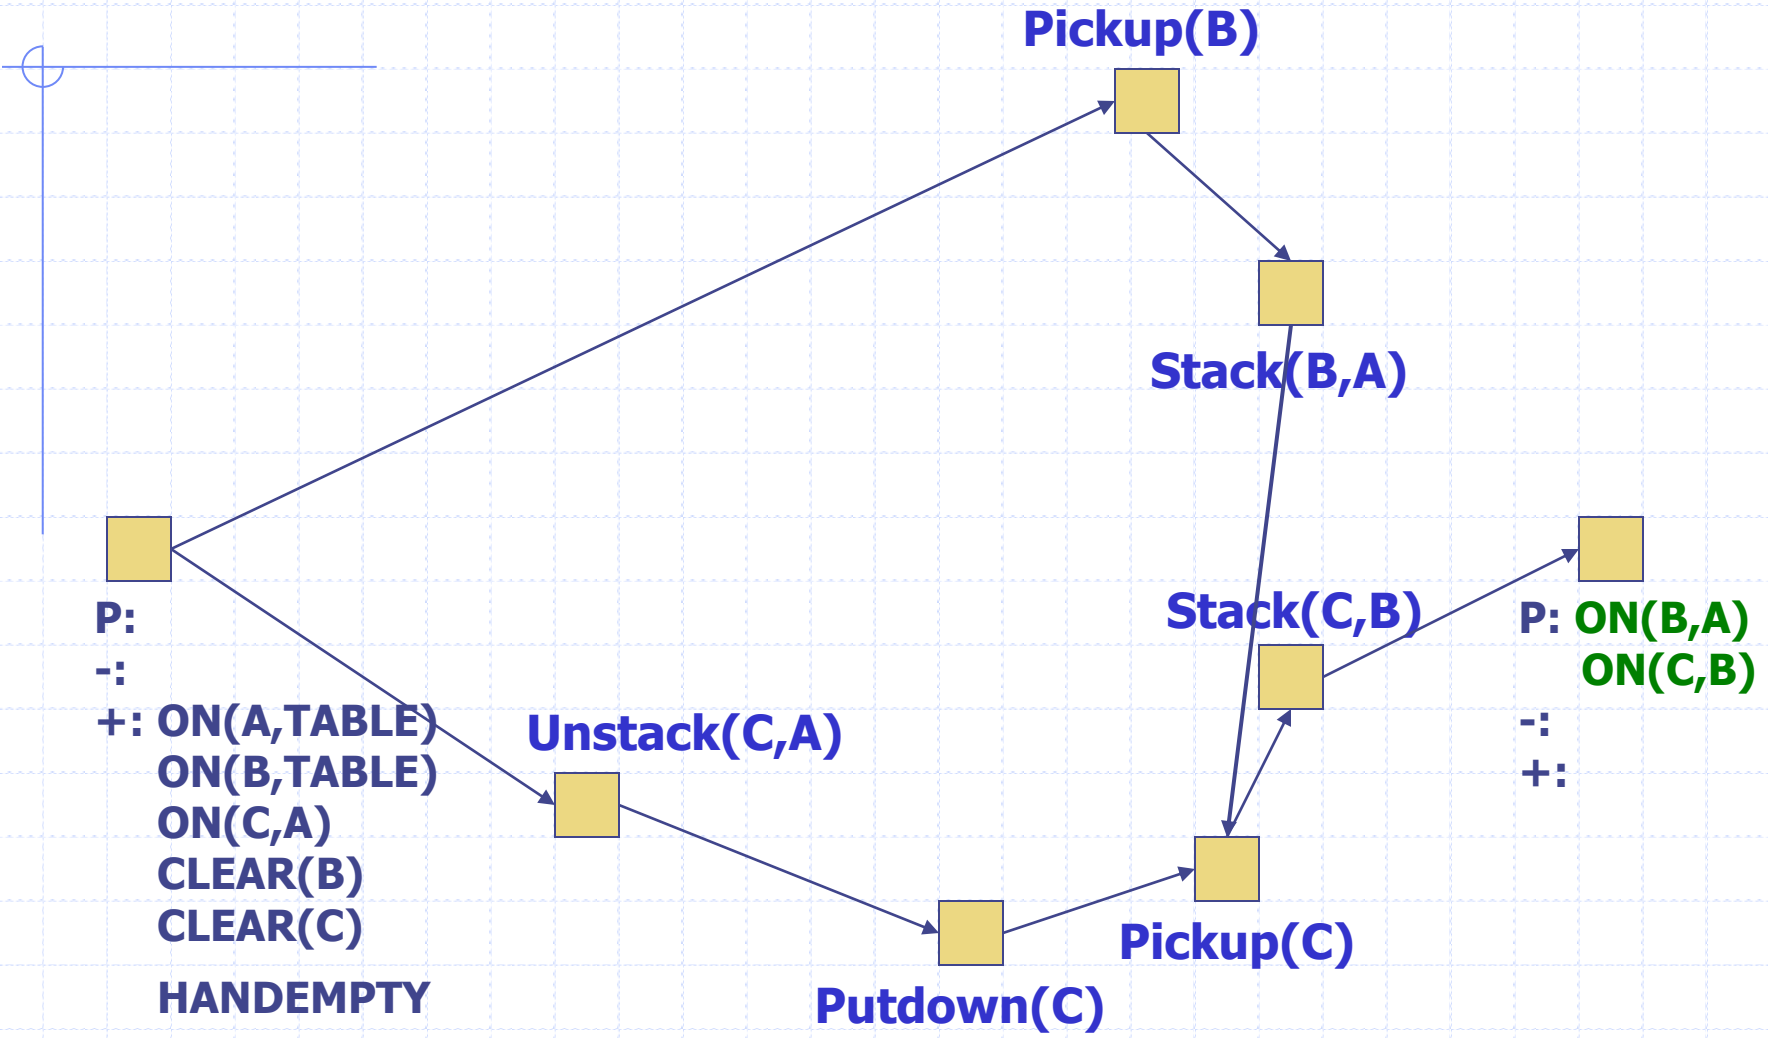 Pickup(B)
Stack(B,A)
Stack(C,B)
P:
-:
+: ON(A,TABLE)
ON(B,TABLE)
ON(C,A)
CLEAR(B)
CLEAR(C)
HANDEMPTY
Unstack(C,A)
Putdown(C)
Pickup(C)
P: ON(B,A)
ON(C,B)
-:
+: